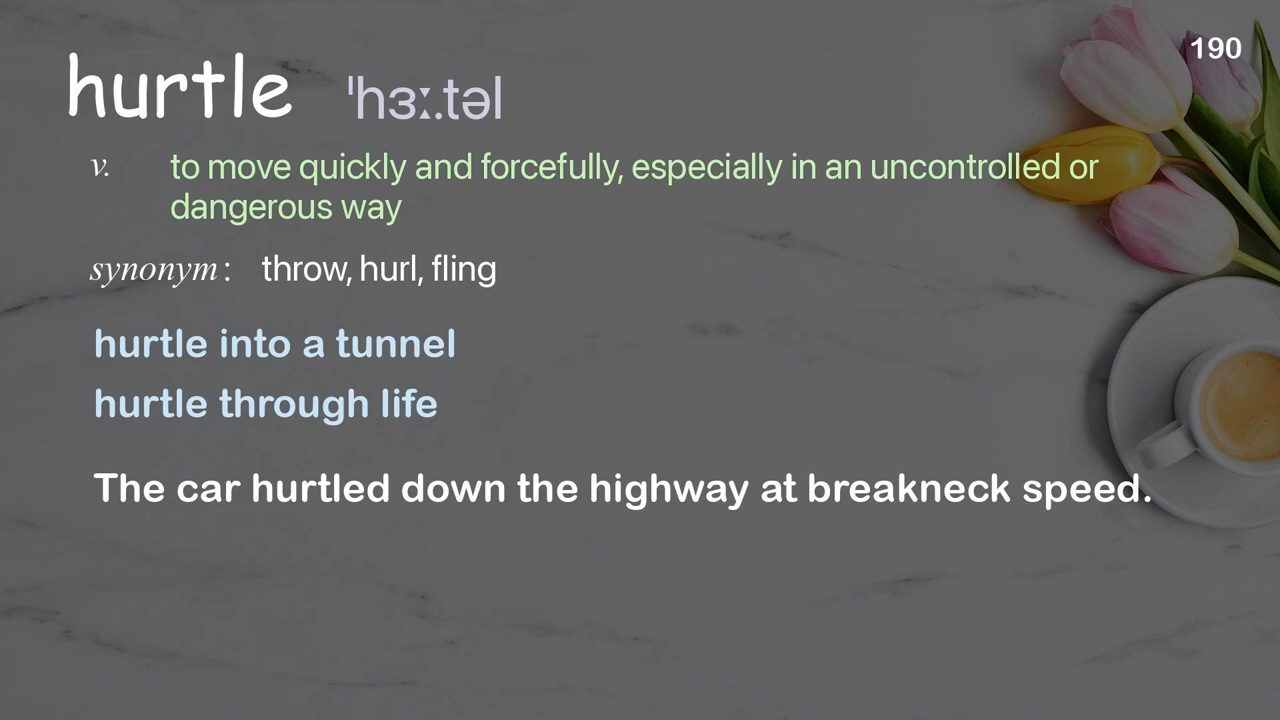 190
hurtle ˈhɜː.təl
v. to move quickly and forcefully, especially in an uncontrolled or
dangerous way
synonym: throw, hurl, fling
hurtle into a tunnel
hurtle through life
The car hurtled down the highway at breakneck speed.